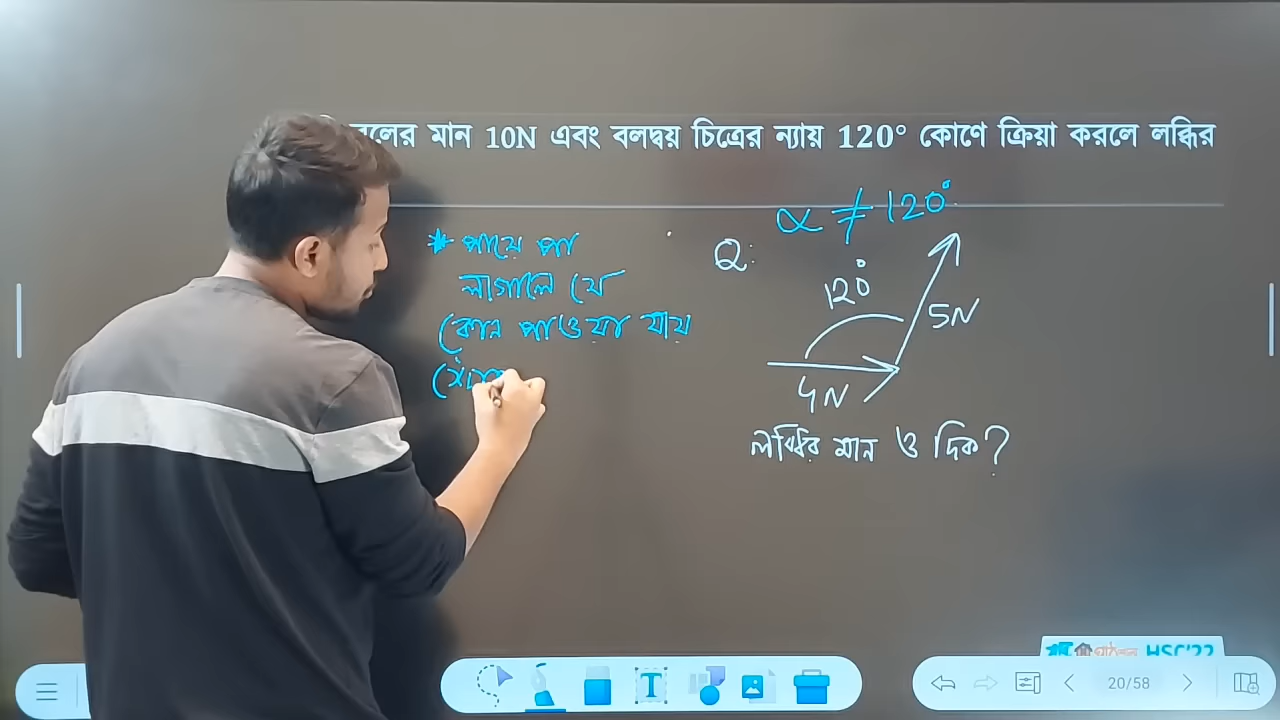 বলের মান 10N এবং বলদ্বয় চিত্রের ন্যায় 120° কোণে ক্রিয়া করলে লব্ধির
α ≠ 120°
* পায়ে পা
লাগালে যে
কোন পাওয়া যায়
Q:
120°
5N
4N
লব্ধির মান ও দিক?
HSC'22
20/58